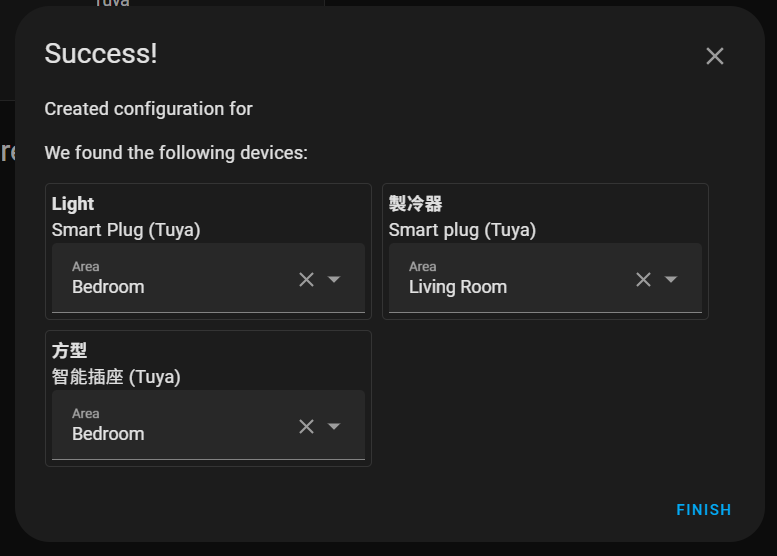 Tuya
Success!
Created configuration for
We found the following devices:
Light
Smart Plug (Tuya)
Area
Bedroom
製冷器
Smart plug (Tuya)
Area
Living Room
方型
智能插座 (Tuya)
Area
Bedroom
FINISH